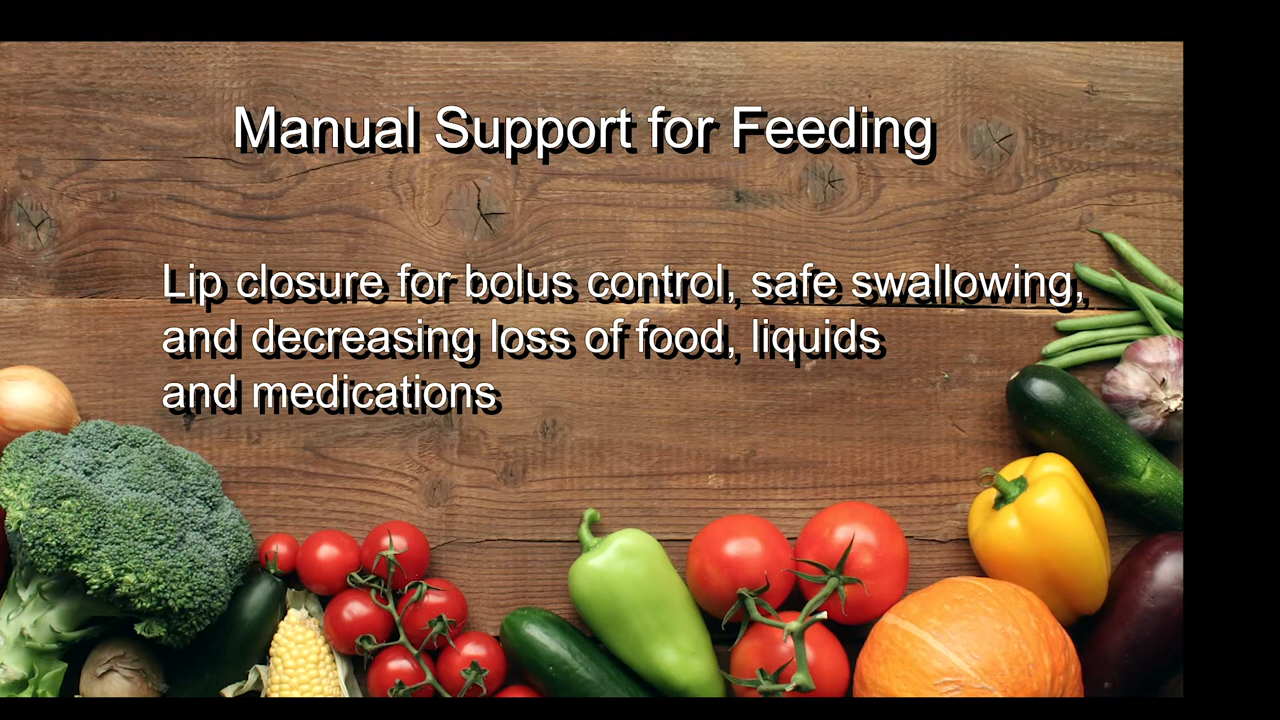 Manual Support for Feeding
Lip closure for bolus control, safe swallowing,
and decreasing loss of food, liquids
and medications